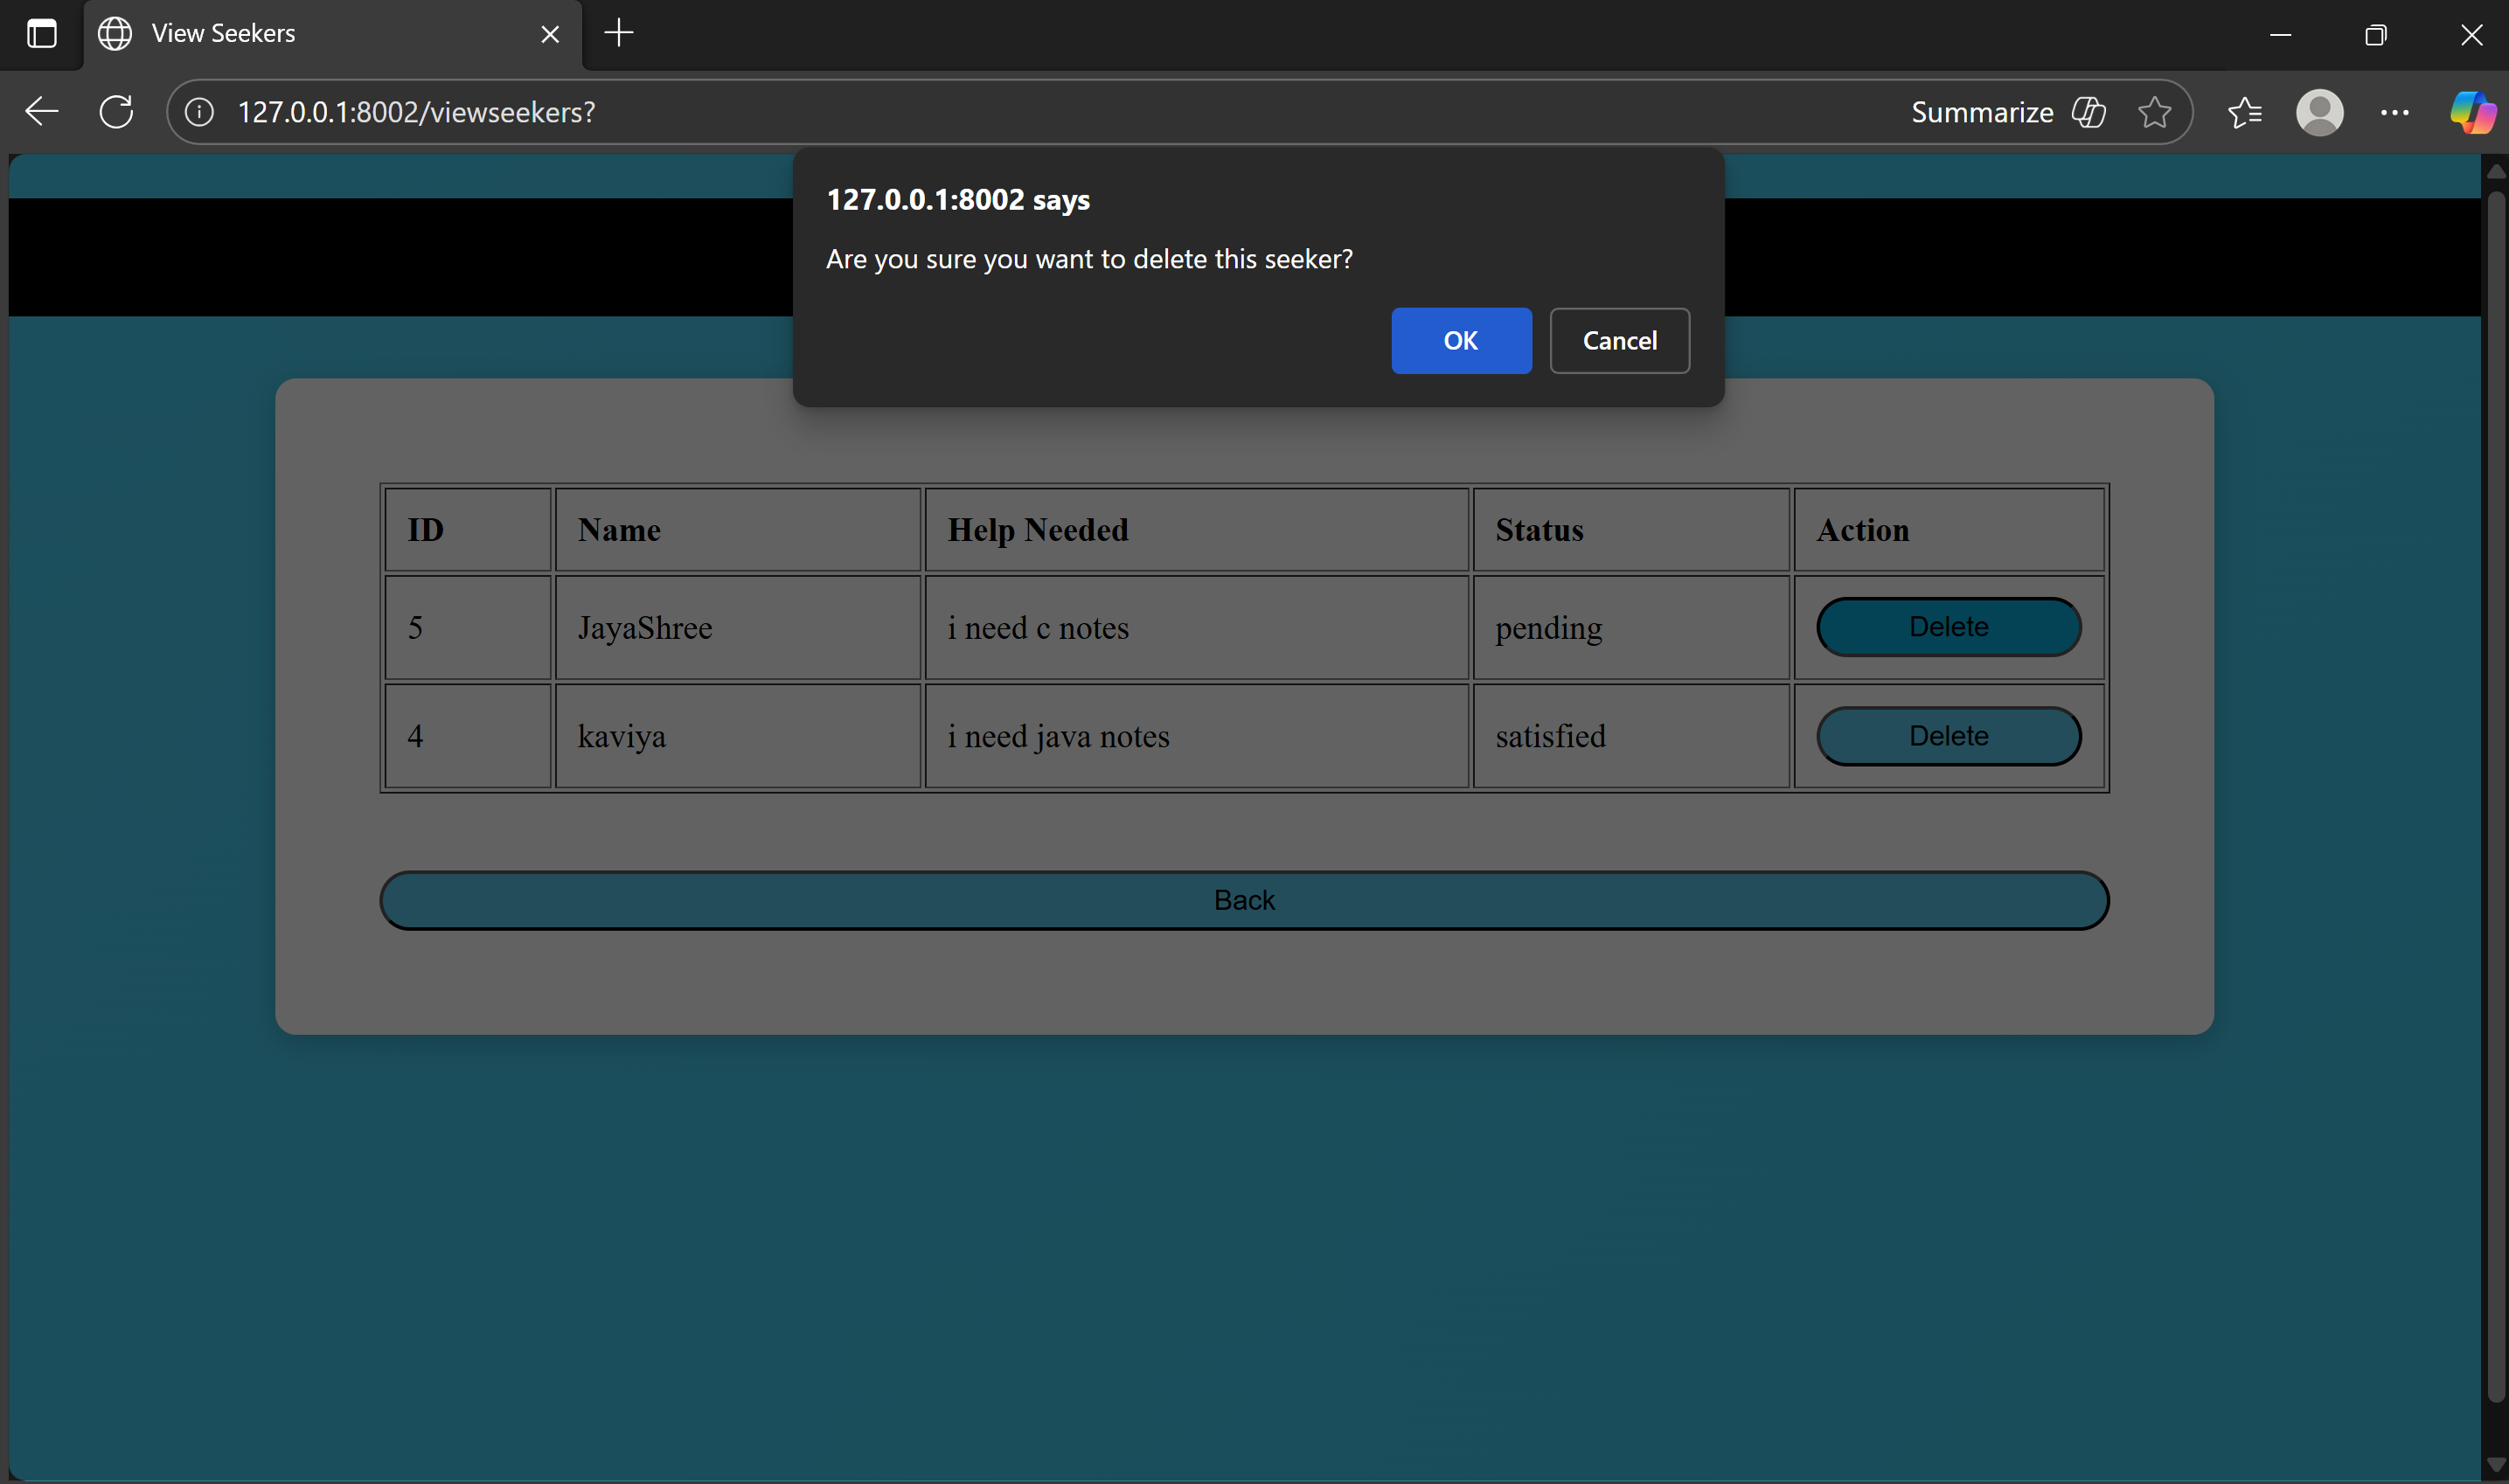 View Seekers
127.0.0.1:8002/viewseekers?
Summarize
127.0.0.1:8002 says
Are you sure you want to delete this seeker?
OK Cancel
ID Name Help Needed Status Action
5 JayaShree i need c notes pending Delete
4 kaviya i need java notes satisfied Delete
Back